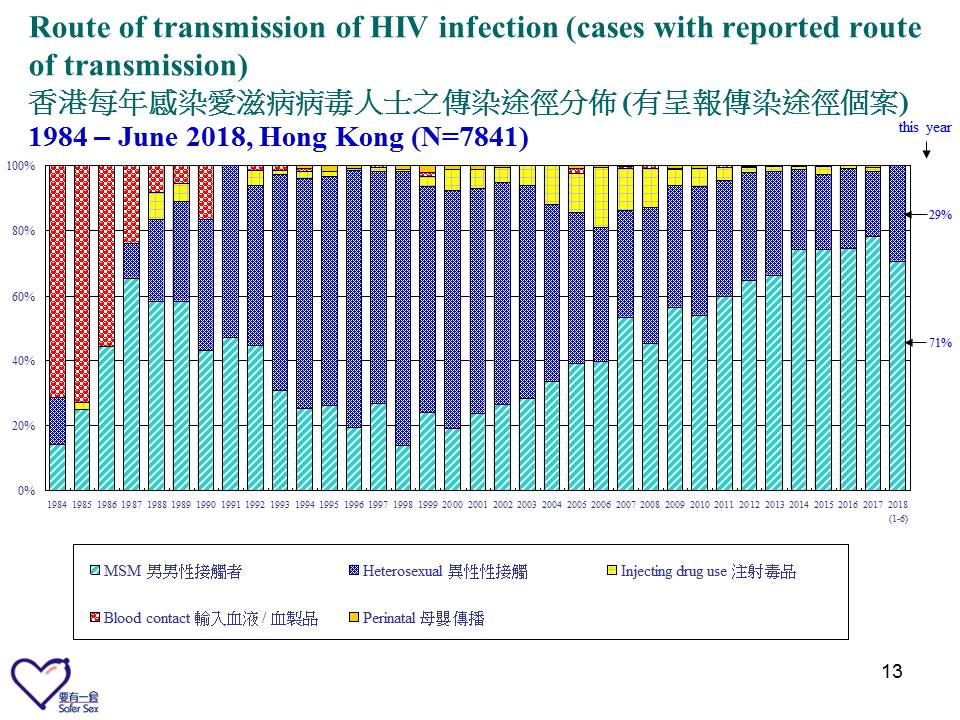 Route of transmission of HIV infection (cases with reported route
of transmission)
香港每年感染愛滋病病毒人士之傳染途徑分佈 (有呈報傳染途徑個案)
1984 – June 2018, Hong Kong (N=7841)
this year
100%
80%
60%
40%
20%
0%
29%
71%
1984 1985 1986 1987 1988 1989 1990 1991 1992 1993 1994 1995 1996 1997 1998 1999 2000 2001 2002 2003 2004 2005 2006 2007 2008 2009 2010 2011 2012 2013 2014 2015 2016 2017 2018
(1-6)
MSM 男男性接觸者 Heterosexual 異性性接觸 Injecting drug use 注射毒品
Blood contact 輸入血液 / 血製品 Perinatal 母嬰傳播
13
要有一套
Safer Sex